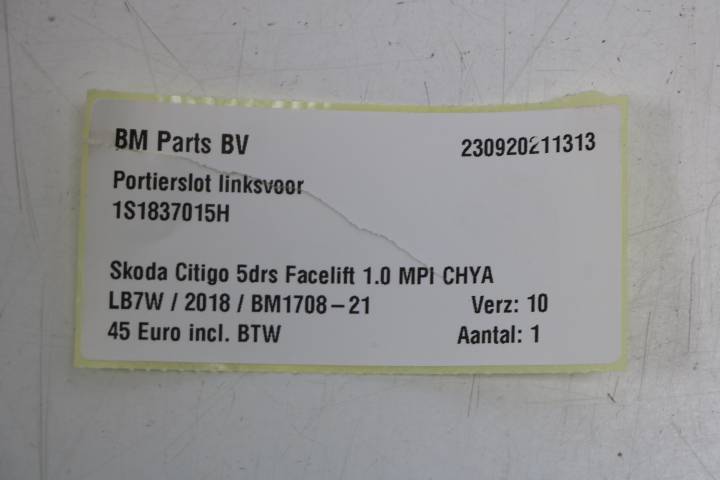 BM Parts BV 230920211313
Portierslot linksvoor
1S1837015H
Skoda Citigo 5drs Facelift 1.0 MPI CHYA
LB7W / 2018 / BM1708-21 Verz: 10
45 Euro incl. BTW Aantal: 1